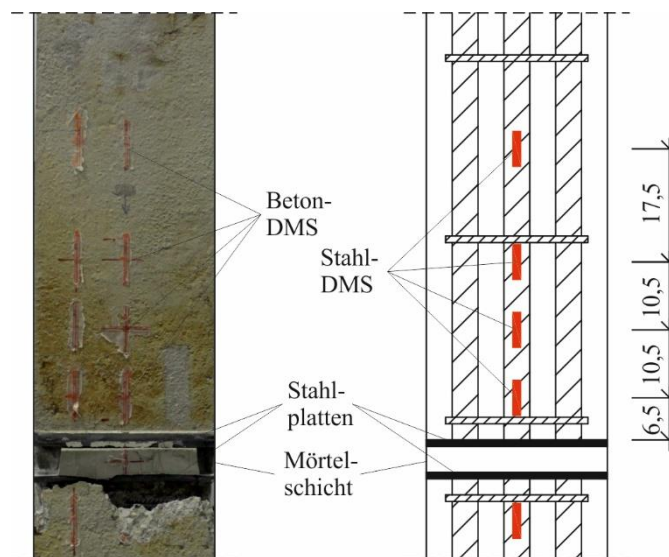 Beton-
DMS
Stahl-
DMS
Stahl-
platten
Mörtel-
schicht
17,5
10,5
10,5
6,5